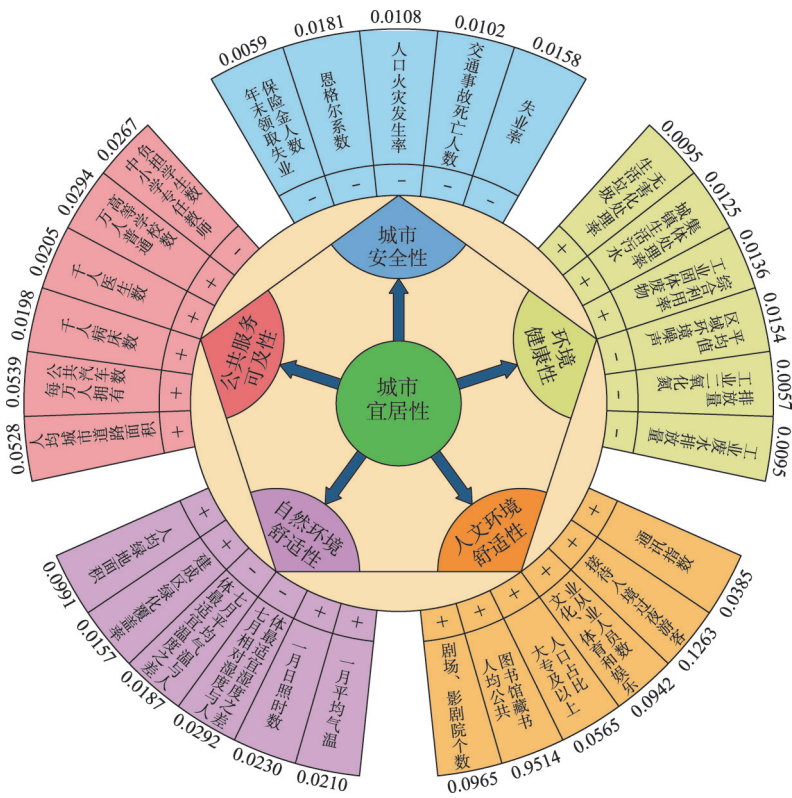 0.0059
年末领取失业
保险金人数
−
0.0181
恩格尔系数
−
0.0108
人口火灾发生率
−
0.0102
交通事故死亡人数
−
0.0158
失业率
−
0.0095
生活垃圾
无害化处理率
+
0.0125
城镇生活污水
集体处理率
+
0.0136
工业固体废物
综合利用率
+
0.0154
区域环境噪声
平均值
−
0.0057
工业二氧化氮
排放量
−
0.0095
工业废水排放量
−
0.0385
通讯指数
+
0.1263
接待入境过夜游客
+
0.0942
文化、体育和娱乐
业从业人员数
+
0.0565
大专及以上
人口占比
+
0.9514
人均公共
图书馆藏书
+
0.0965
剧场、影剧院个数
+
0.0210
一月平均气温
+
0.0230
一月日照时数
+
0.0292
七月相对湿度与人
体最适宜湿度之差
−
0.0187
七月平均气温与人
体最适宜温度之差
−
0.0157
建成区绿化覆盖率
+
0.0991
人均绿地面积
+
0.0528
人均城市道路面积
+
0.0539
每万人拥有
公共汽车数
+
0.0198
千人病床数
+
0.0205
千人医生数
+
0.0294
万人普通
高等学校数
+
0.0267
中小学专任教师
负担学生数
−
城市
安全性
环境
健康性
人文环境
舒适性
自然环境
舒适性
公共服务
可及性
城市
宜居性